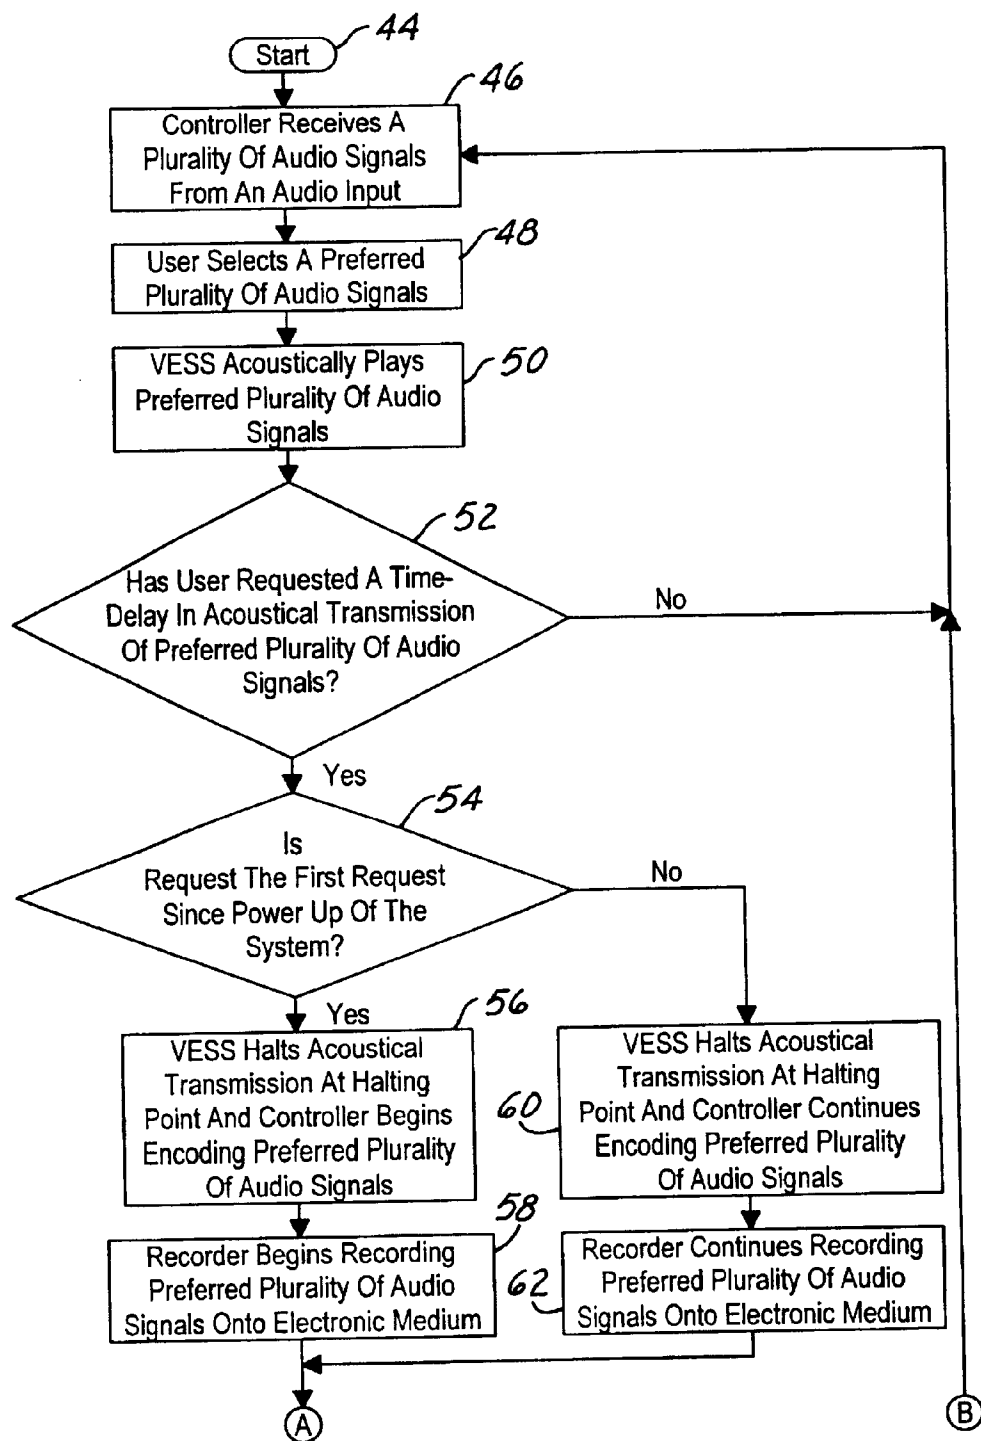 44
Start
46
Controller Receives A
Plurality Of Audio Signals
From An Audio Input
48
User Selects A Preferred
Plurality Of Audio Signals
50
VESS Acoustically Plays
Preferred Plurality Of Audio
Signals
52
Has User Requested A Time-
Delay In Acoustical Transmission
Of Preferred Plurality Of Audio
Signals?
No
Yes
54
Is
Request The First Request
Since Power Up Of The
System?
No
Yes
56
VESS Halts Acoustical
Transmission At Halting
Point And Controller Begins
Encoding Preferred Plurality
Of Audio Signals
60
VESS Halts Acoustical
Transmission At Halting
Point And Controller Continues
Encoding Preferred Plurality
Of Audio Signals
58
Recorder Begins Recording
Preferred Plurality Of Audio
Signals Onto Electronic Medium
62
Recorder Continues Recording
Preferred Plurality Of Audio
Signals Onto Electronic Medium
A
B